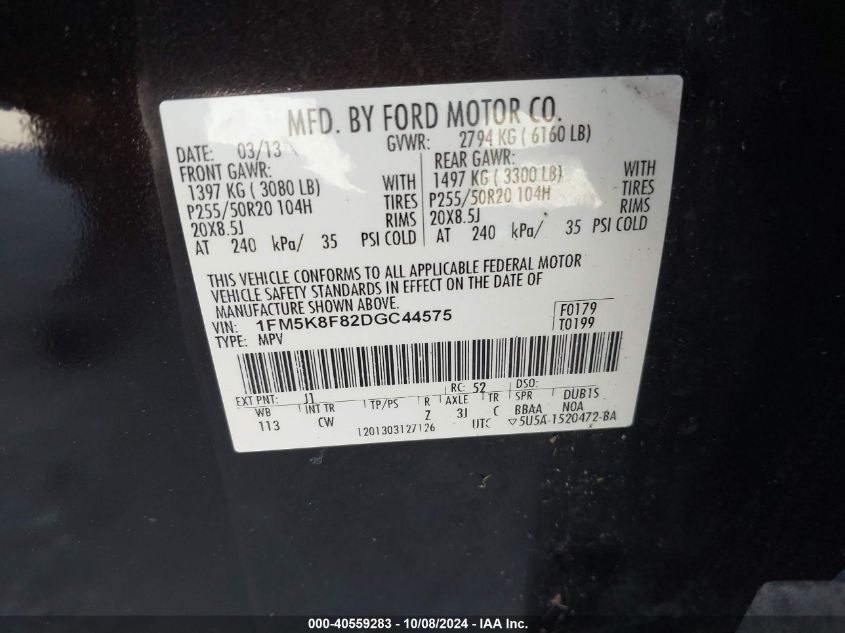 MFD. BY FORD MOTOR CO.
DATE: 03/13 GVWR: 2794 KG ( 6160 LB)
FRONT GAWR: REAR GAWR:
1397 KG ( 3080 LB) WITH 1497 KG ( 3300 LB) WITH
P255/50R20 104H TIRES P255/50R20 104H TIRES
20X8.5J RIMS 20X8.5J RIMS
AT 240 kPa/ 35 PSI COLD AT 240 kPa/ 35 PSI COLD
THIS VEHICLE CONFORMS TO ALL APPLICABLE FEDERAL MOTOR
VEHICLE SAFETY STANDARDS IN EFFECT ON THE DATE OF
MANUFACTURE SHOWN ABOVE.
VIN: 1FM5K8F82DGC44575 F0179
TYPE: MPV T0199
EXT PNT: J1 RC: 52 DSO:
WB INT TR TP/PS R AXLE TR SPR DUB1S
113 CW Z 3J C BBAA NOA
1201303127126 UTC ▽5U5A-1520472-BA
000-40559283 - 10/08/2024 - IAA Inc.